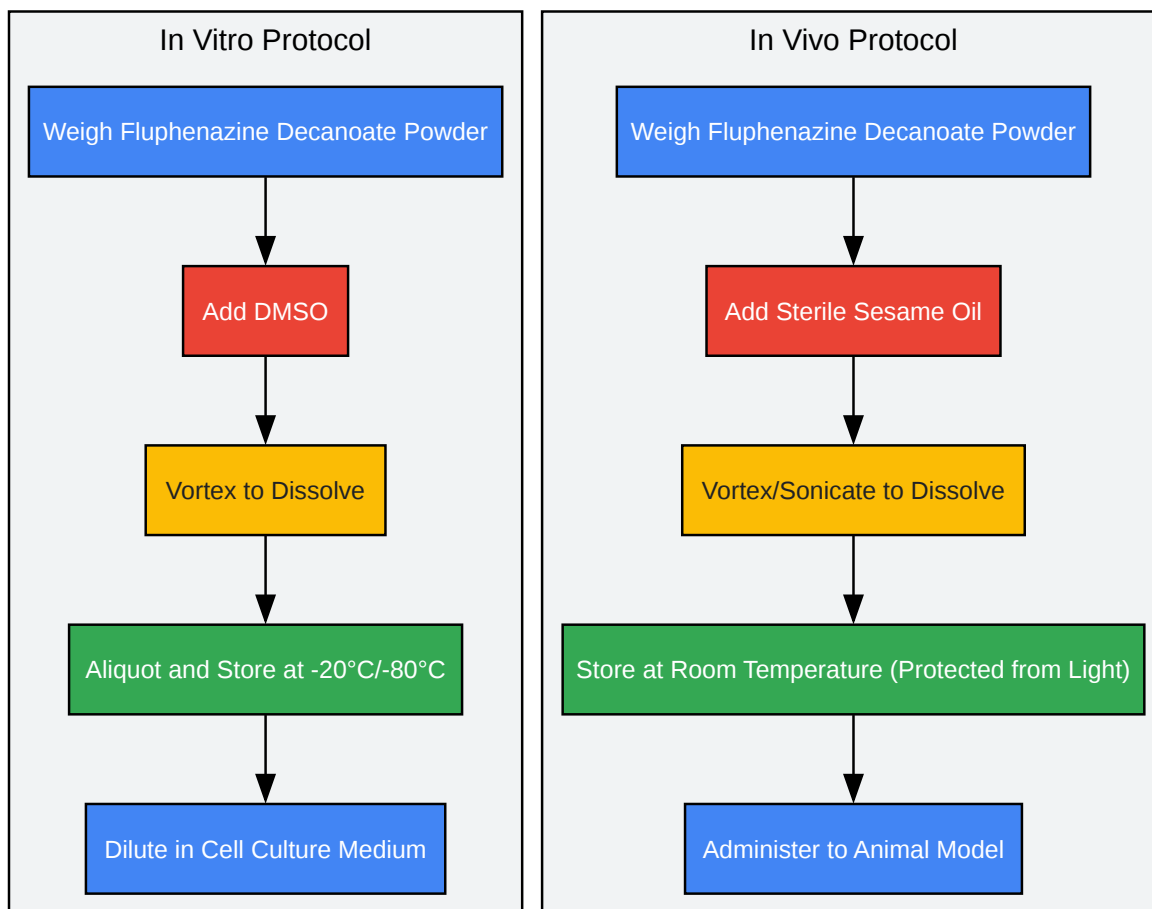 In Vitro Protocol
Weigh Fluphenazine Decanoate Powder
Add DMSO
Vortex to Dissolve
Aliquot and Store at -20°C/-80°C
Dilute in Cell Culture Medium
In Vivo Protocol
Weigh Fluphenazine Decanoate Powder
Add Sterile Sesame Oil
Vortex/Sonicate to Dissolve
Store at Room Temperature (Protected from Light)
Administer to Animal Model